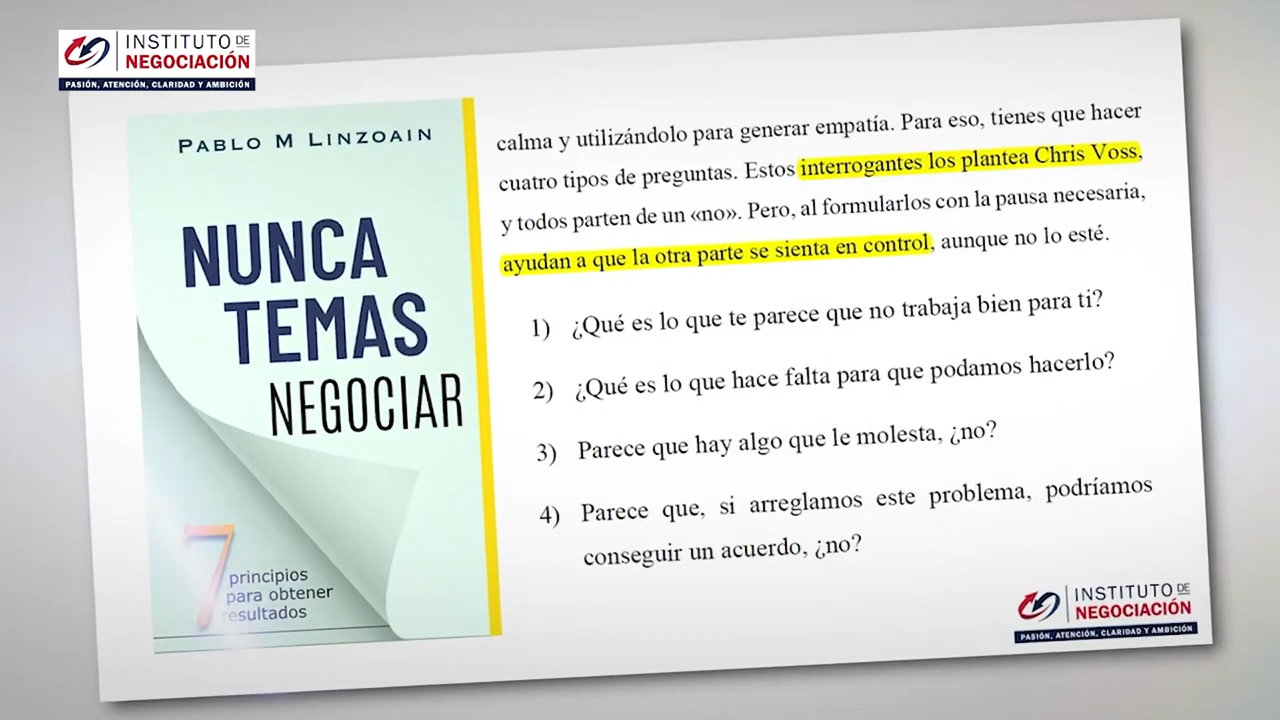 INSTITUTO DE
NEGOCIACIÓN
PASIÓN, ATENCIÓN, CLARIDAD Y AMBICIÓN
PABLO M LINZOAIN
NUNCA
TEMAS
NEGOCIAR
7 principios
para obtener
resultados
calma y utilizándolo para generar empatía. Para eso, tienes que hacer
cuatro tipos de preguntas. Estos interrogantes los plantea Chris Voss,
y todos parten de un «no». Pero, al formularlos con la pausa necesaria,
ayudan a que la otra parte se sienta en control, aunque no lo esté.
1) ¿Qué es lo que te parece que no trabaja bien para ti?
2) ¿Qué es lo que hace falta para que podamos hacerlo?
3) Parece que hay algo que le molesta, ¿no?
4) Parece que, si arreglamos este problema, podríamos
conseguir un acuerdo, ¿no?
INSTITUTO DE
NEGOCIACIÓN
PASIÓN, ATENCIÓN, CLARIDAD Y AMBICIÓN